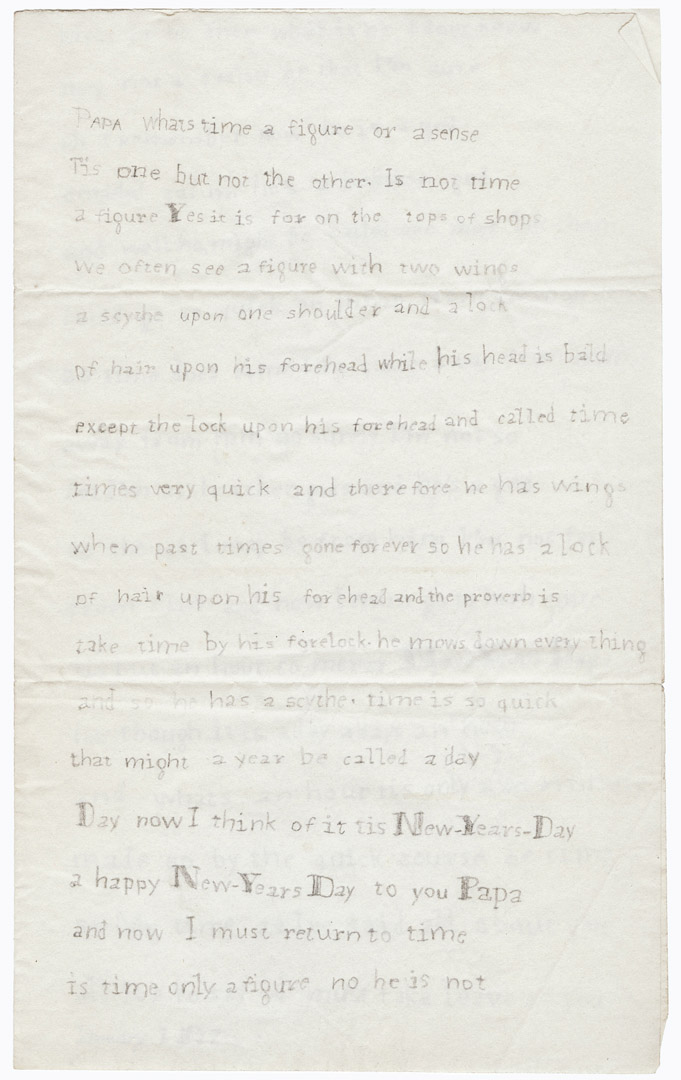 PAPA whats time a figure or a sense
Tis one but not the other. Is not time
a figure Yes it is for on the tops of shops
We often see a figure with two wings
a scythe upon one shoulder and a lock
of hair upon his forehead while his head is bald
except the lock upon his forehead and called time
times very quick and therefore he has wings
when past times gone forever so he has a lock
of hair upon his forehead and the proverb is
take time by his forelock. he mows down every thing
and so he has a scythe. time is so quick
that might a year be called a day
Day now I think of it tis New-Years-Day
a happy New-Years Day to you Papa
and now I must return to time
is time only a figure no he is not